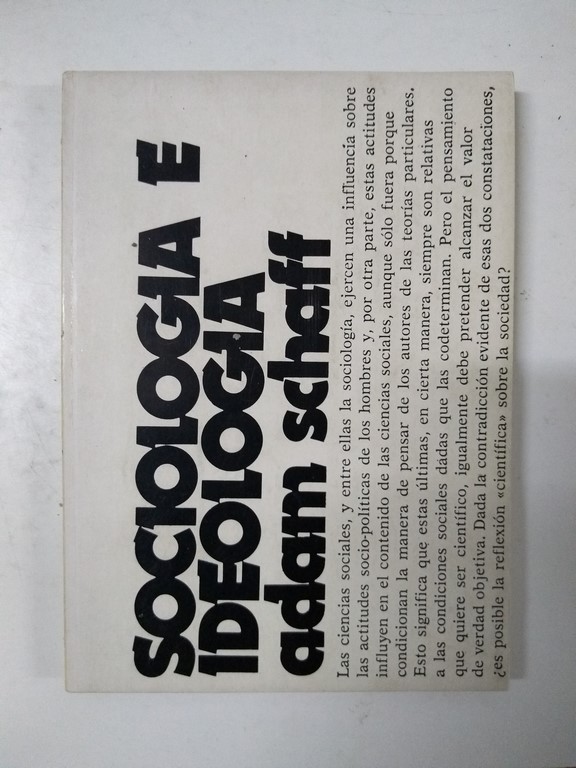 SOCIOLOGIA E
IDEOLOGIA
adam schaff
Las ciencias sociales, y entre ellas la sociología, ejercen una influencia sobre
las actitudes socio-políticas de los hombres y, por otra parte, estas actitudes
influyen en el contenido de las ciencias sociales, aunque sólo fuera porque
condicionan la manera de pensar de los autores de las teorías particulares.
Esto significa que estas últimas, en cierta manera, siempre son relativas
a las condiciones sociales dadas que las codeterminan. Pero el pensamiento
que quiere ser científico, igualmente debe pretender alcanzar el valor
de verdad objetiva. Dada la contradicción evidente de esas dos constataciones,
¿es posible la reflexión «científica» sobre la sociedad?